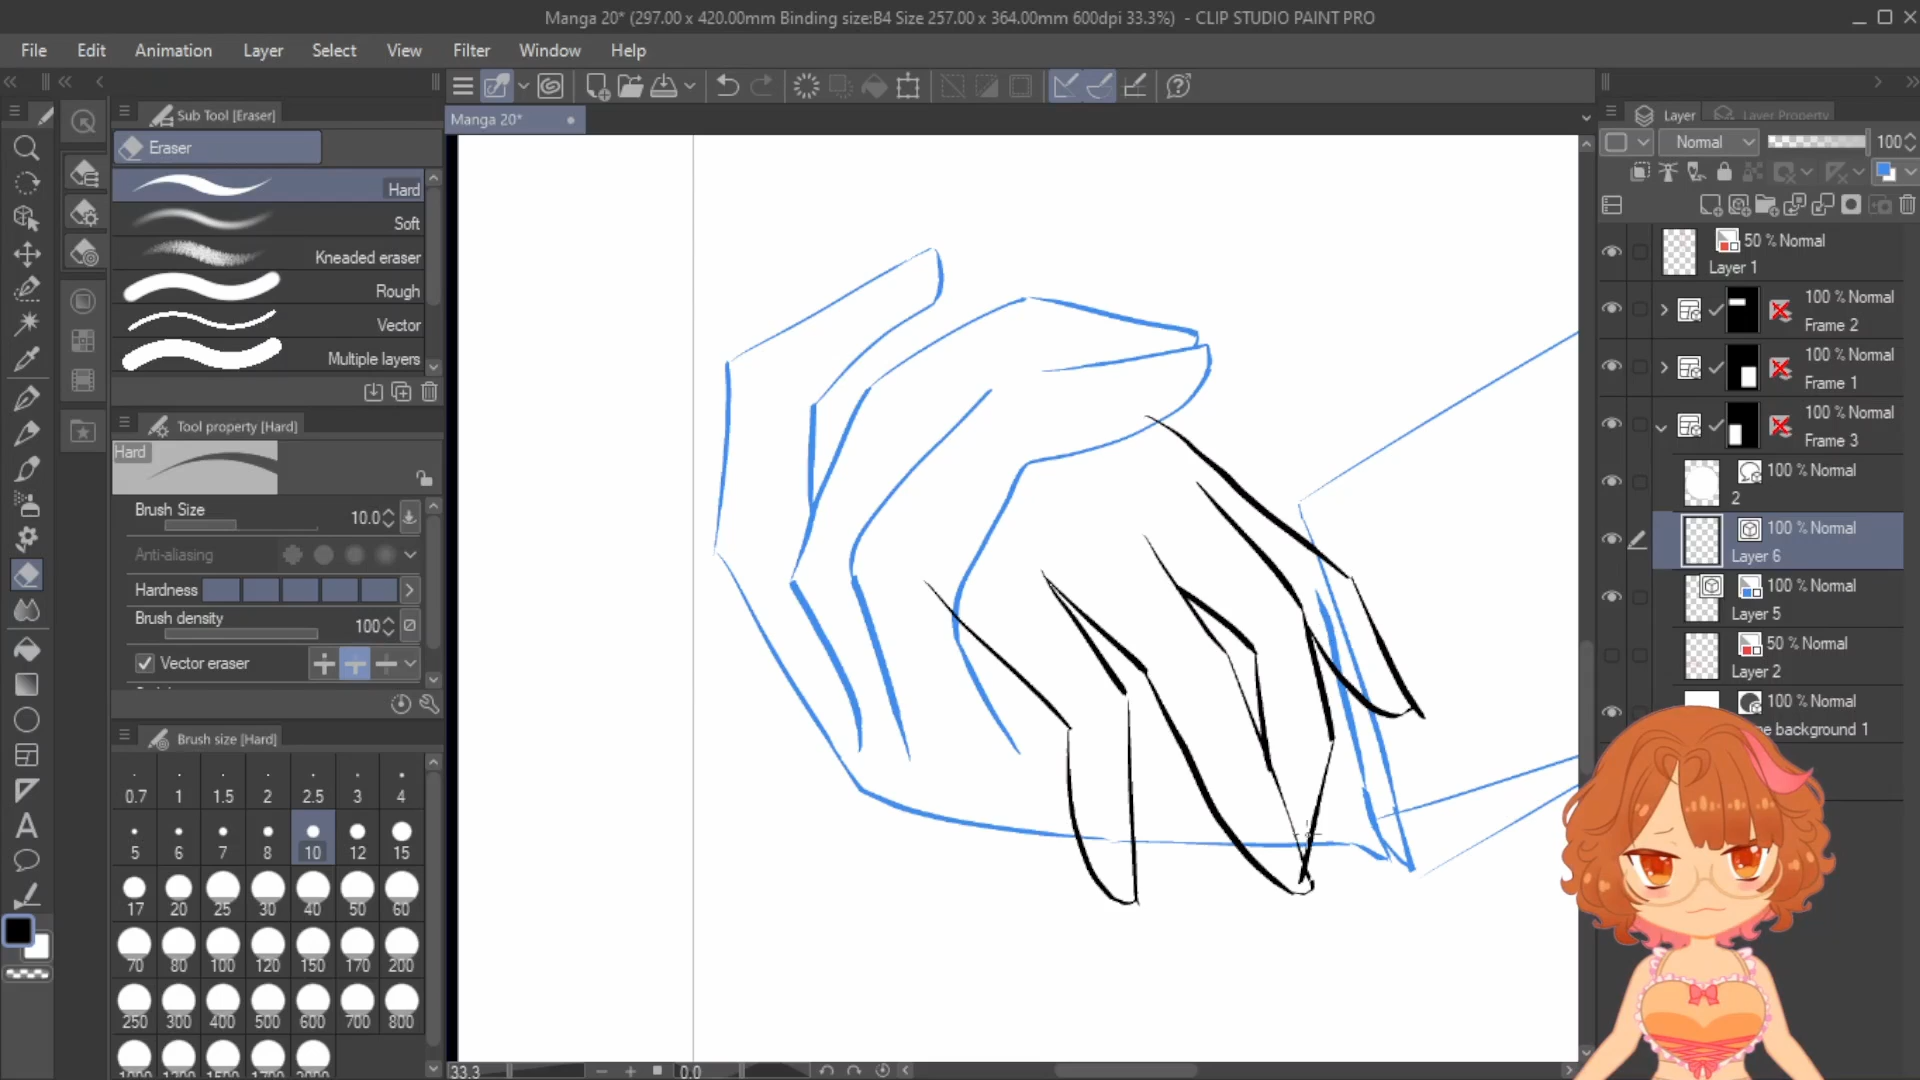 Manga 20* (297.00 x 420.00mm Binding size:B4 Size 257.00 x 364.00mm 600dpi 33.3%) - CLIP STUDIO PAINT PRO
File Edit Animation Layer Select View Filter Window Help
Sub Tool [Eraser]
Eraser
Hard
Soft
Kneaded eraser
Rough
Vector
Multiple layers
Tool property [Hard]
Hard
Brush Size 10.0
Anti-aliasing
Hardness
Brush density 100
Vector eraser
Brush size [Hard]
0.7 1 1.5 2 2.5 3 4
5 6 7 8 10 12 15
17 20 25 30 40 50 60
70 80 100 120 150 170 200
250 300 400 500 600 700 800
Manga 20*
33.3 0.0
Layer Layer Property
Normal 100
50 % Normal
Layer 1
100 % Normal
Frame 2
100 % Normal
Frame 1
100 % Normal
Frame 3
100 % Normal
2
100 % Normal
Layer 6
100 % Normal
Layer 5
50 % Normal
Layer 2
100 % Normal
background 1